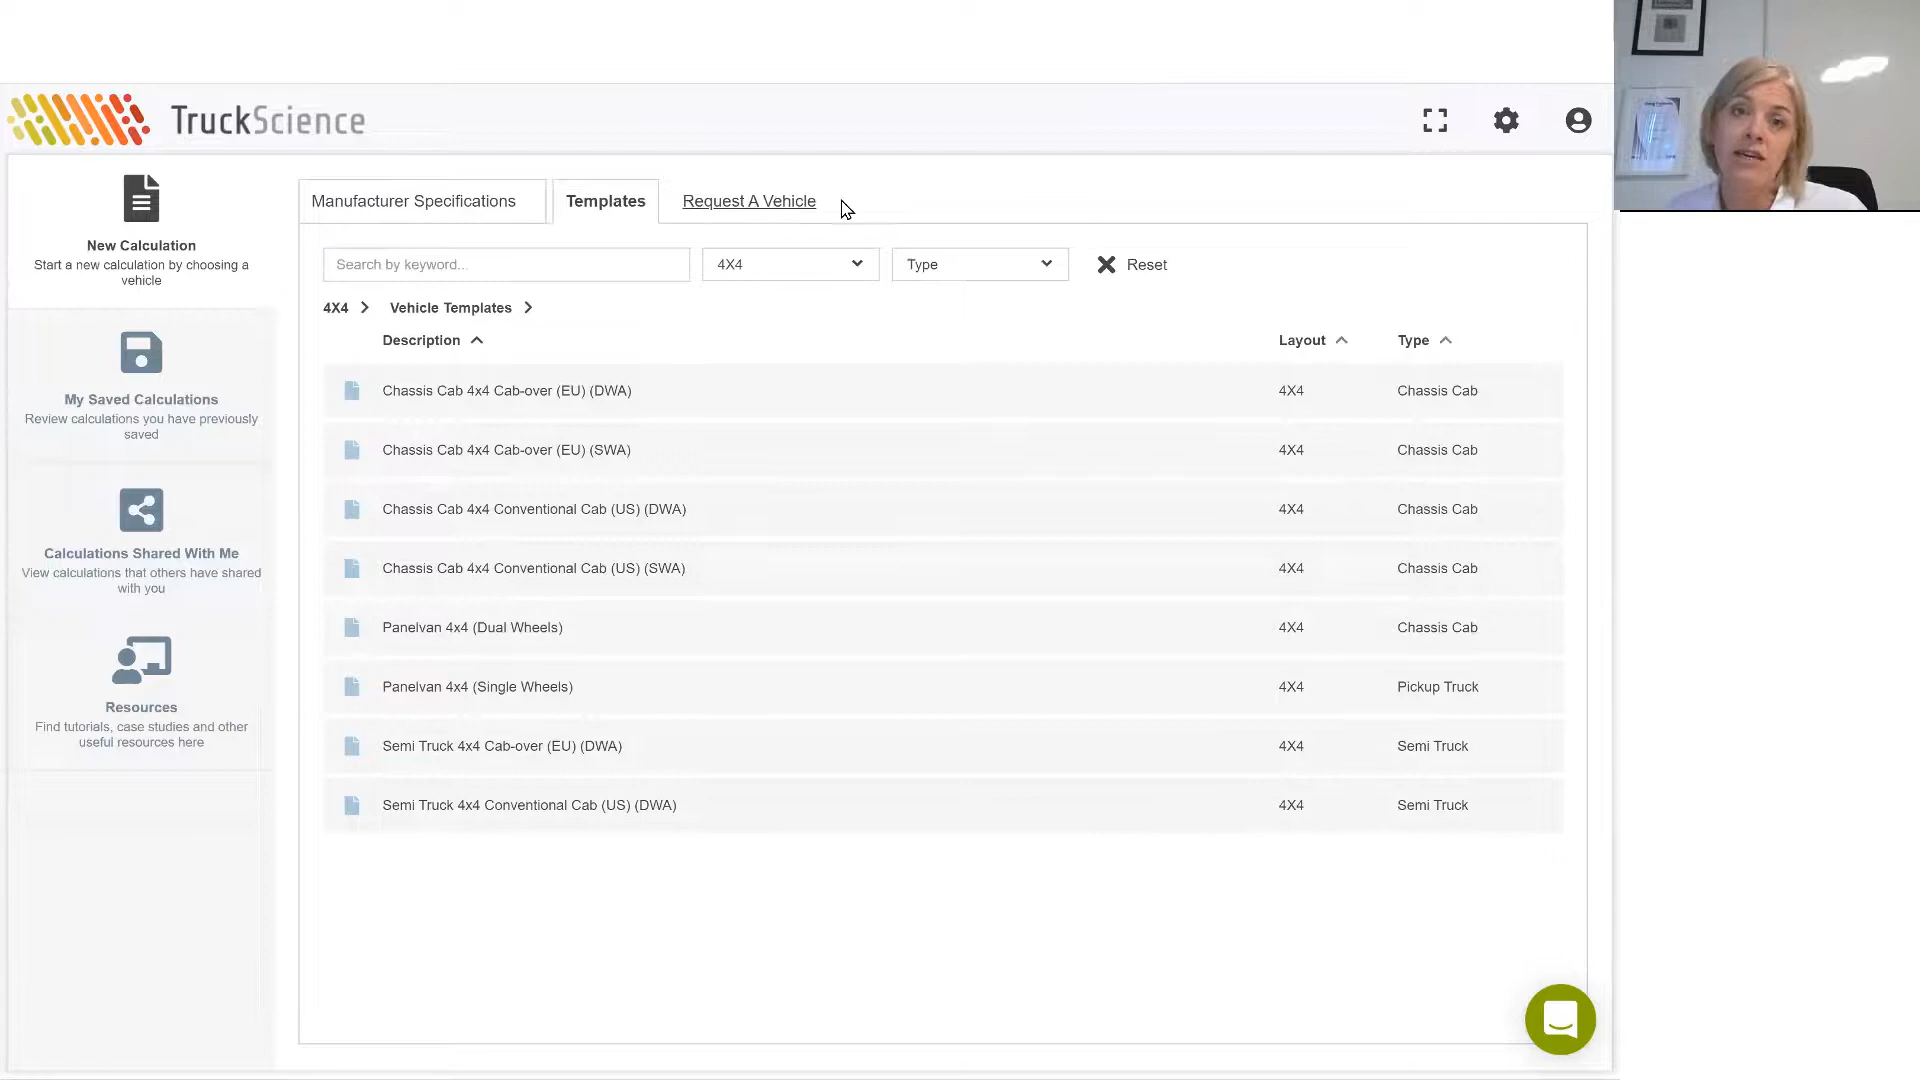 TruckScience
New Calculation
Start a new calculation by choosing a
vehicle
My Saved Calculations
Review calculations you have previously
saved
Calculations Shared With Me
View calculations that others have shared
with you
Resources
Find tutorials, case studies and other
useful resources here
Manufacturer Specifications
Templates
Request A Vehicle
Search by keyword...
4X4
Type
Reset
4X4
Vehicle Templates
Description Layout Type
Chassis Cab 4x4 Cab-over (EU) (DWA) 4X4 Chassis Cab
Chassis Cab 4x4 Cab-over (EU) (SWA) 4X4 Chassis Cab
Chassis Cab 4x4 Conventional Cab (US) (DWA) 4X4 Chassis Cab
Chassis Cab 4x4 Conventional Cab (US) (SWA) 4X4 Chassis Cab
Panelvan 4x4 (Dual Wheels) 4X4 Chassis Cab
Panelvan 4x4 (Single Wheels) 4X4 Pickup Truck
Semi Truck 4x4 Cab-over (EU) (DWA) 4X4 Semi Truck
Semi Truck 4x4 Conventional Cab (US) (DWA) 4X4 Semi Truck